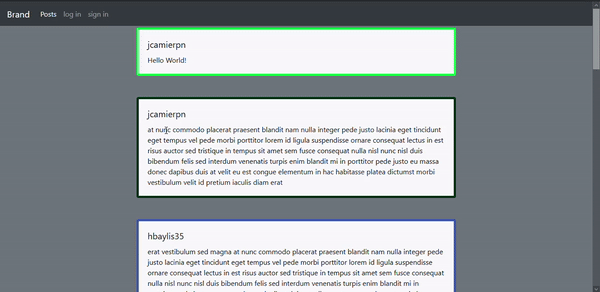 Brand Posts log in sign in
jcamierpn
Hello World!
jcamierpn
at nunc commodo placerat praesent blandit nam nulla integer pede justo lacinia eget tincidunt
eget tempus vel pede morbi porttitor lorem id ligula suspendisse ornare consequat lectus in est
risus auctor sed tristique in tempus sit amet sem fusce consequat nulla nisl nunc nisl duis
bibendum felis sed interdum venenatis turpis enim blandit mi in porttitor pede justo eu massa
donec dapibus duis at velit eu est congue elementum in hac habitasse platea dictumst morbi
vestibulum velit id pretium iaculis diam erat
hbaylis35
erat vestibulum sed magna at nunc commodo placerat praesent blandit nam nulla integer pede
justo lacinia eget tincidunt eget tempus vel pede morbi porttitor lorem id ligula suspendisse
ornare consequat lectus in est risus auctor sed tristique in tempus sit amet sem fusce consequat
nulla nisl nunc nisl duis bibendum felis sed interdum venenatis turpis enim blandit mi in